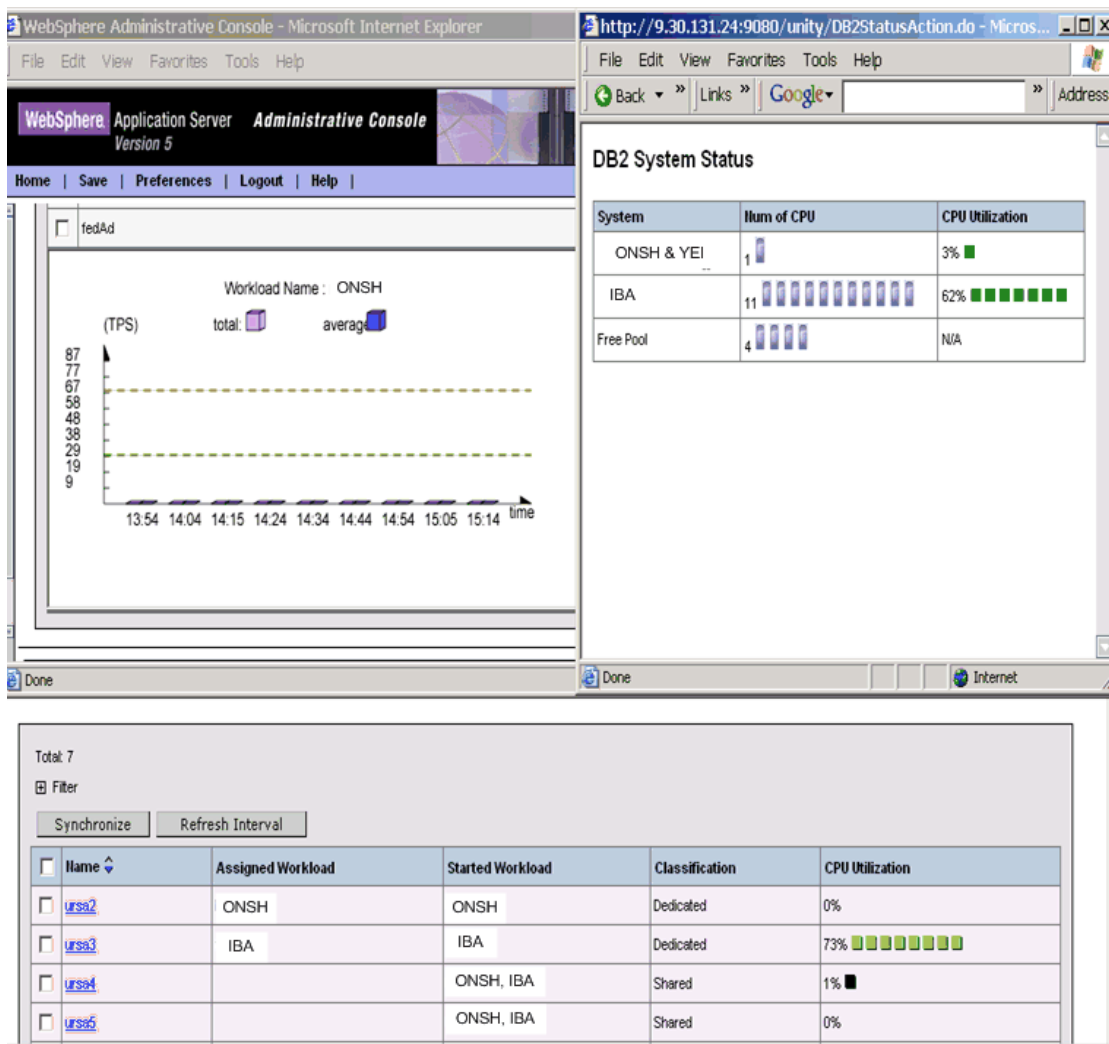 WebSphere Administrative Console - Microsoft Internet Explorer
File Edit View Favorites Tools Help
WebSphere. Application Server Administrative Console
Version 5
Home | Save | Preferences | Logout | Help |
fedAd
Workload Name : ONSH
(TPS) total: average
87
77
67
58
48
38
29
19
9
13:54 14:04 14:15 14:24 14:34 14:44 14:54 15:05 15:14 time
Done
http://9.30.131.24:9080/unity/DB2StatusAction.do - Micros...
File Edit View Favorites Tools Help
Back » Links » Google » Address
DB2 System Status
System Num of CPU CPU Utilization
ONSH & YEI 1 3%
IBA 11 62%
Free Pool 4 N/A
Done Internet
Total: 7
Filter
Synchronize Refresh Interval
Name Assigned Workload Started Workload Classification CPU Utilization
ursa2 ONSH ONSH Dedicated 0%
ursa3 IBA IBA Dedicated 73%
ursa4 ONSH, IBA Shared 1%
ursa5 ONSH, IBA Shared 0%